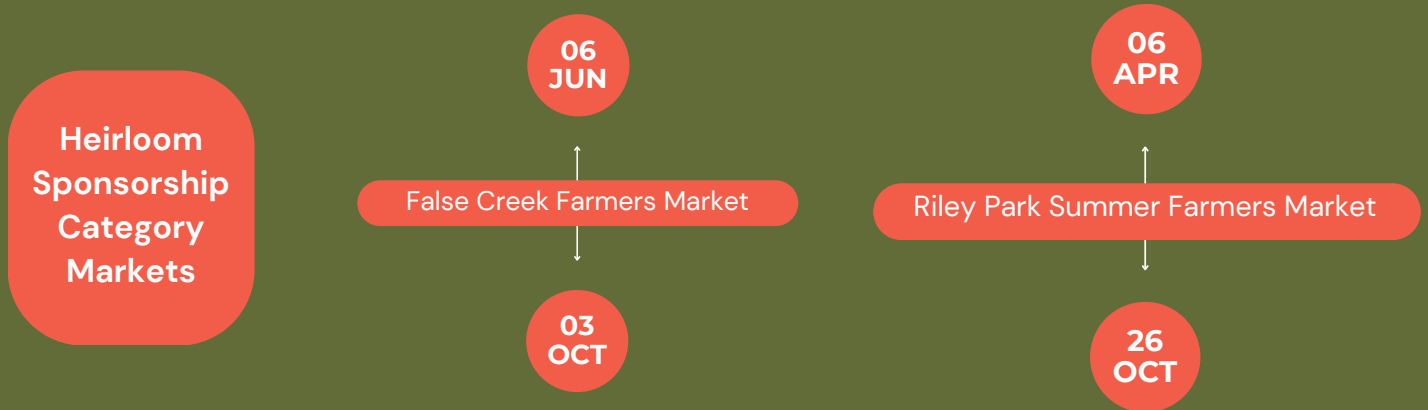 Heirloom
Sponsorship
Category
Markets
06
JUN
False Creek Farmers Market
03
OCT
06
APR
Riley Park Summer Farmers Market
26
OCT